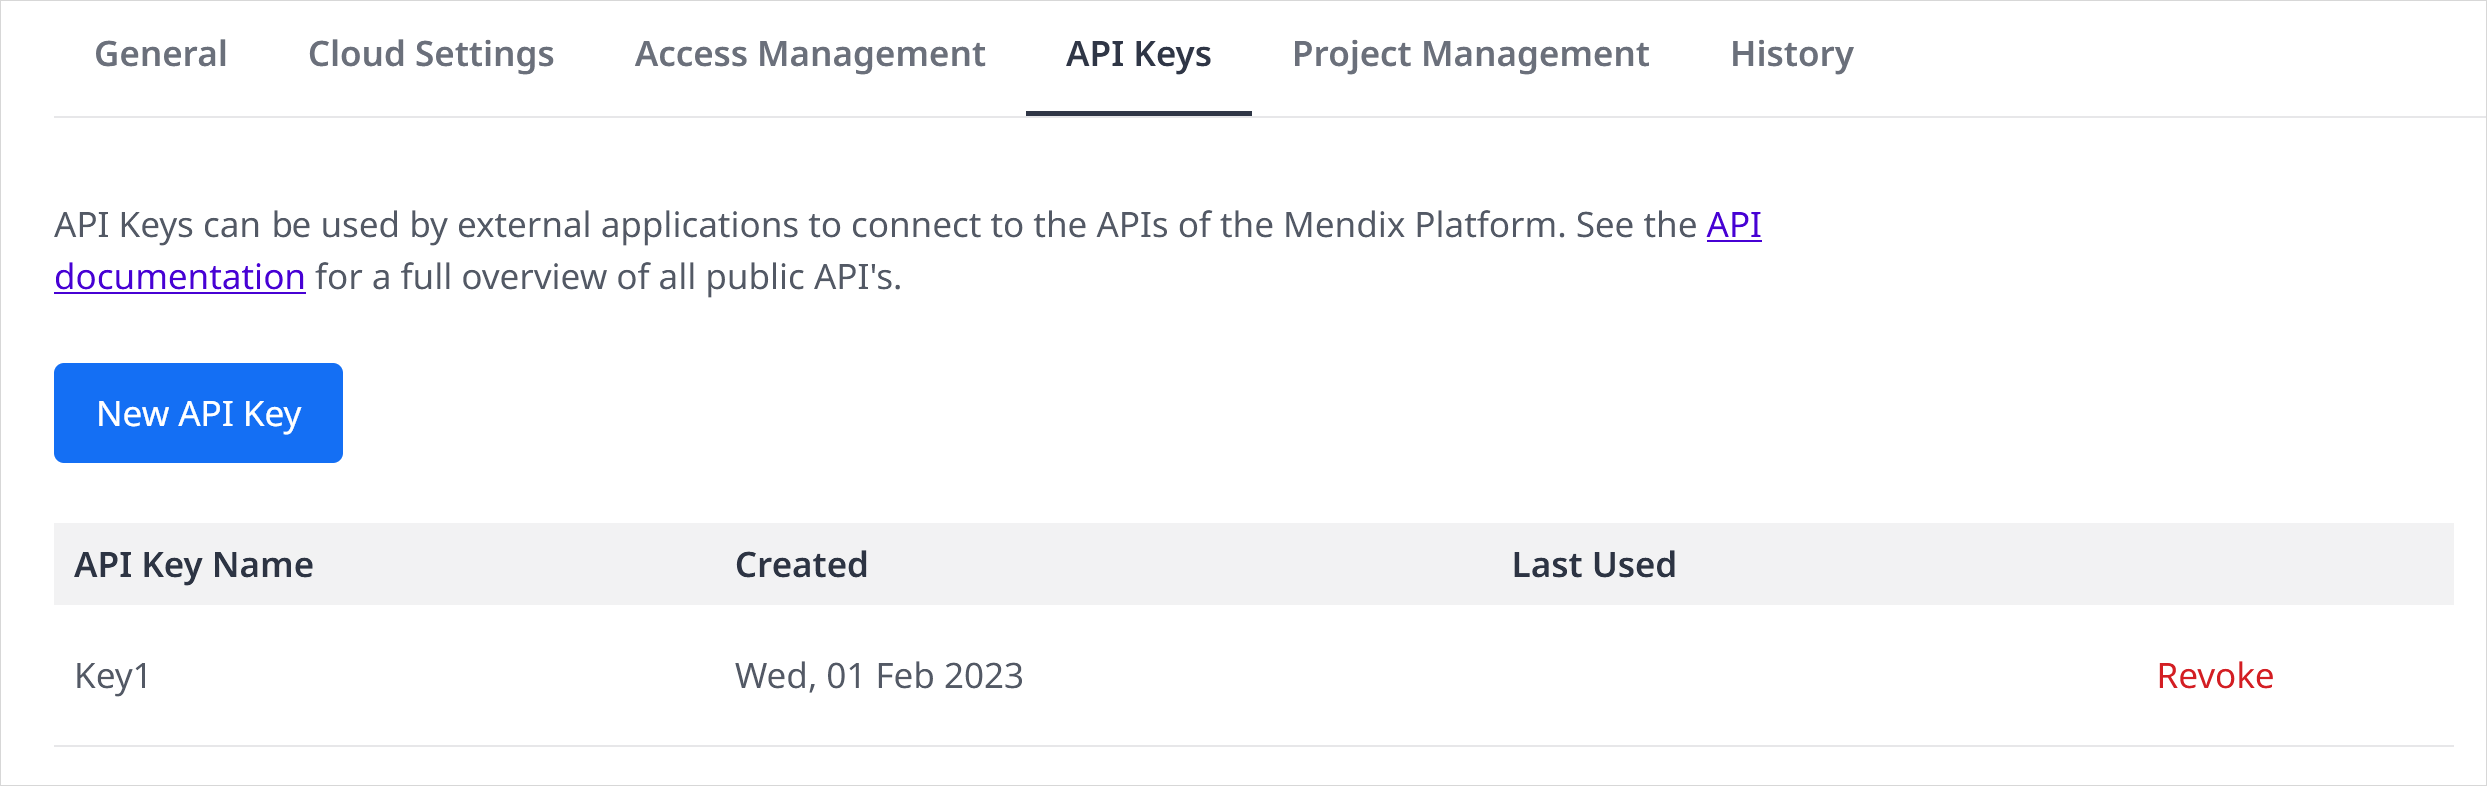 General Cloud Settings Access Management API Keys Project Management History
API Keys can be used by external applications to connect to the APIs of the Mendix Platform. See the API
documentation for a full overview of all public API's.
New API Key
API Key Name Created Last Used
Key1 Wed, 01 Feb 2023 Revoke